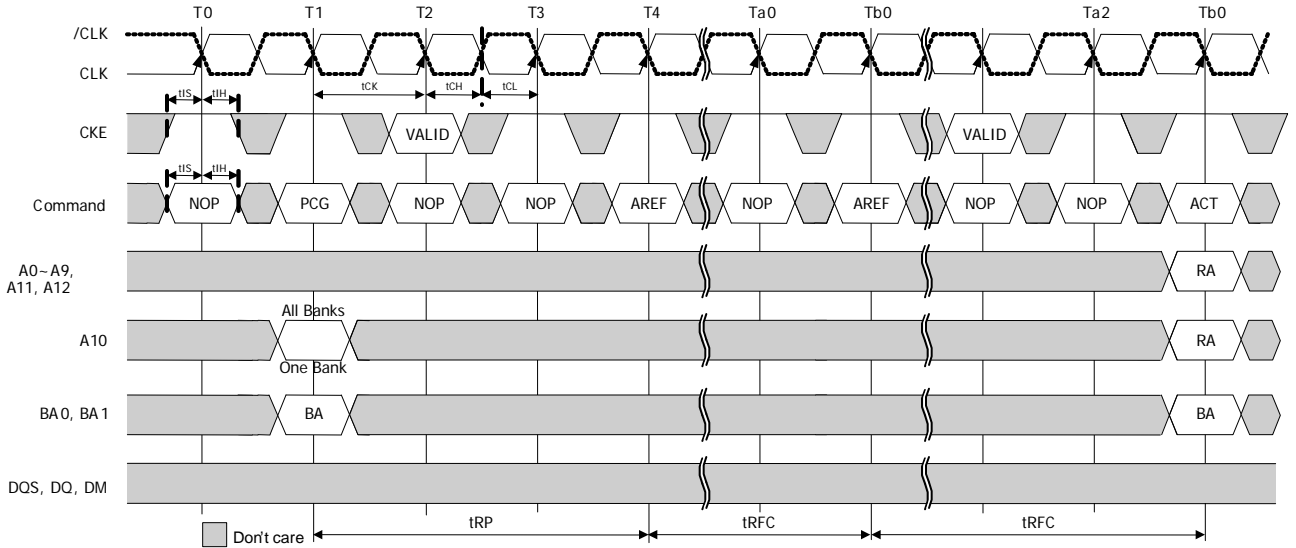 T0 T1 T2 T3 T4 Ta0 Tb0 Ta2 Tb0
/CLK
CLK
tIS tIH tCK tCH tCL
CKE VALID VALID
tIS tIH
Command NOP PCG NOP NOP AREF NOP AREF NOP NOP ACT
A0~A9,
A11, A12
RA
All Banks
A10 RA
One Bank
BA0, BA1 BA BA
DQS, DQ, DM
Don't care
tRP tRFC tRFC